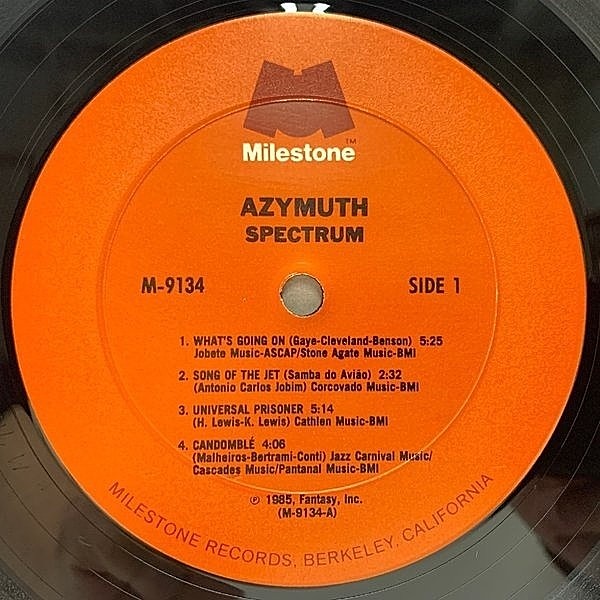 Milestone™
AZYMUTH
SPECTRUM
M-9134
SIDE 1
1. WHAT'S GOING ON (Gaye-Cleveland-Benson) 5:25
Jobete Music-ASCAP/Stone Agate Music-BMI
2. SONG OF THE JET (Samba do Avião) 2:32
(Antonio Carlos Jobim) Corcovado Music-BMI
3. UNIVERSAL PRISONER 5:14
(H. Lewis-K. Lewis) Cathlen Music-BMI
4. CANDOMBLÉ 4:06
(Malheiros-Bertrami-Conti) Jazz Carnival Music/
Cascades Music/Pantanal Music-BMI
℗ 1985, Fantasy, Inc.
(M-9134-A)
MILESTONE RECORDS, BERKELEY, CALIFORNIA